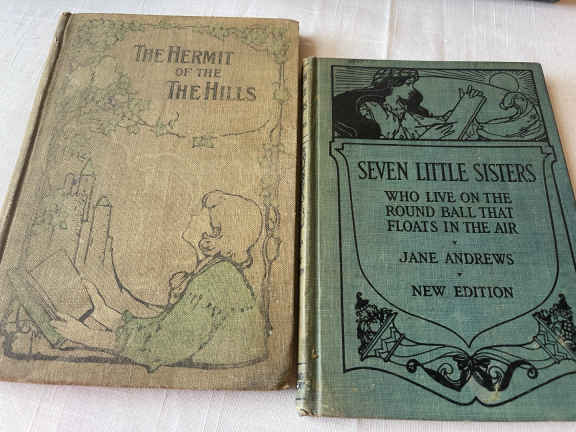 THE HERMIT
OF THE
THE HILLS
SEVEN LITTLE SISTERS
WHO LIVE ON THE
ROUND BALL THAT
FLOATS IN THE AIR
JANE ANDREWS
NEW EDITION